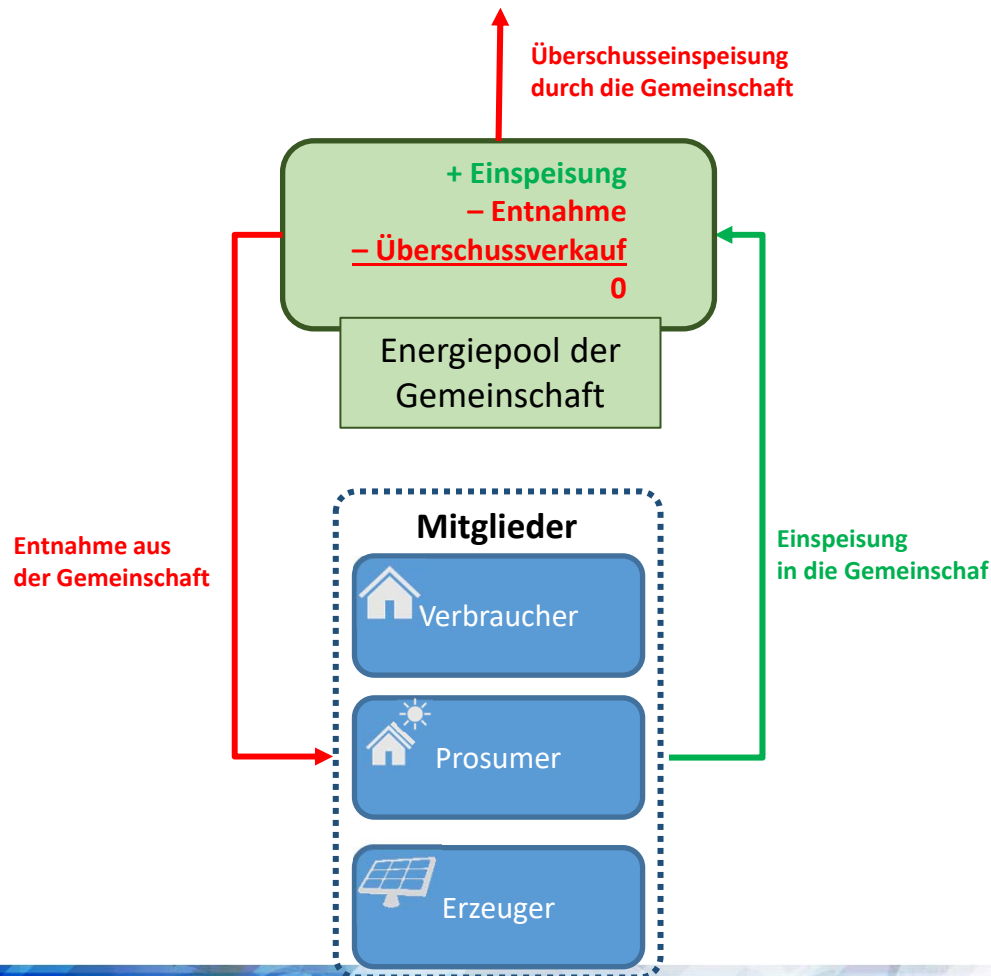 Überschusseinspeisung
durch die Gemeinschaft
+ Einspeisung
– Entnahme
– Überschussverkauf
0
Energiepool der
Gemeinschaft
Mitglieder
Entnahme aus
der Gemeinschaft
Einspeisung
in die Gemeinschaf
Verbraucher
Prosumer
Erzeuger